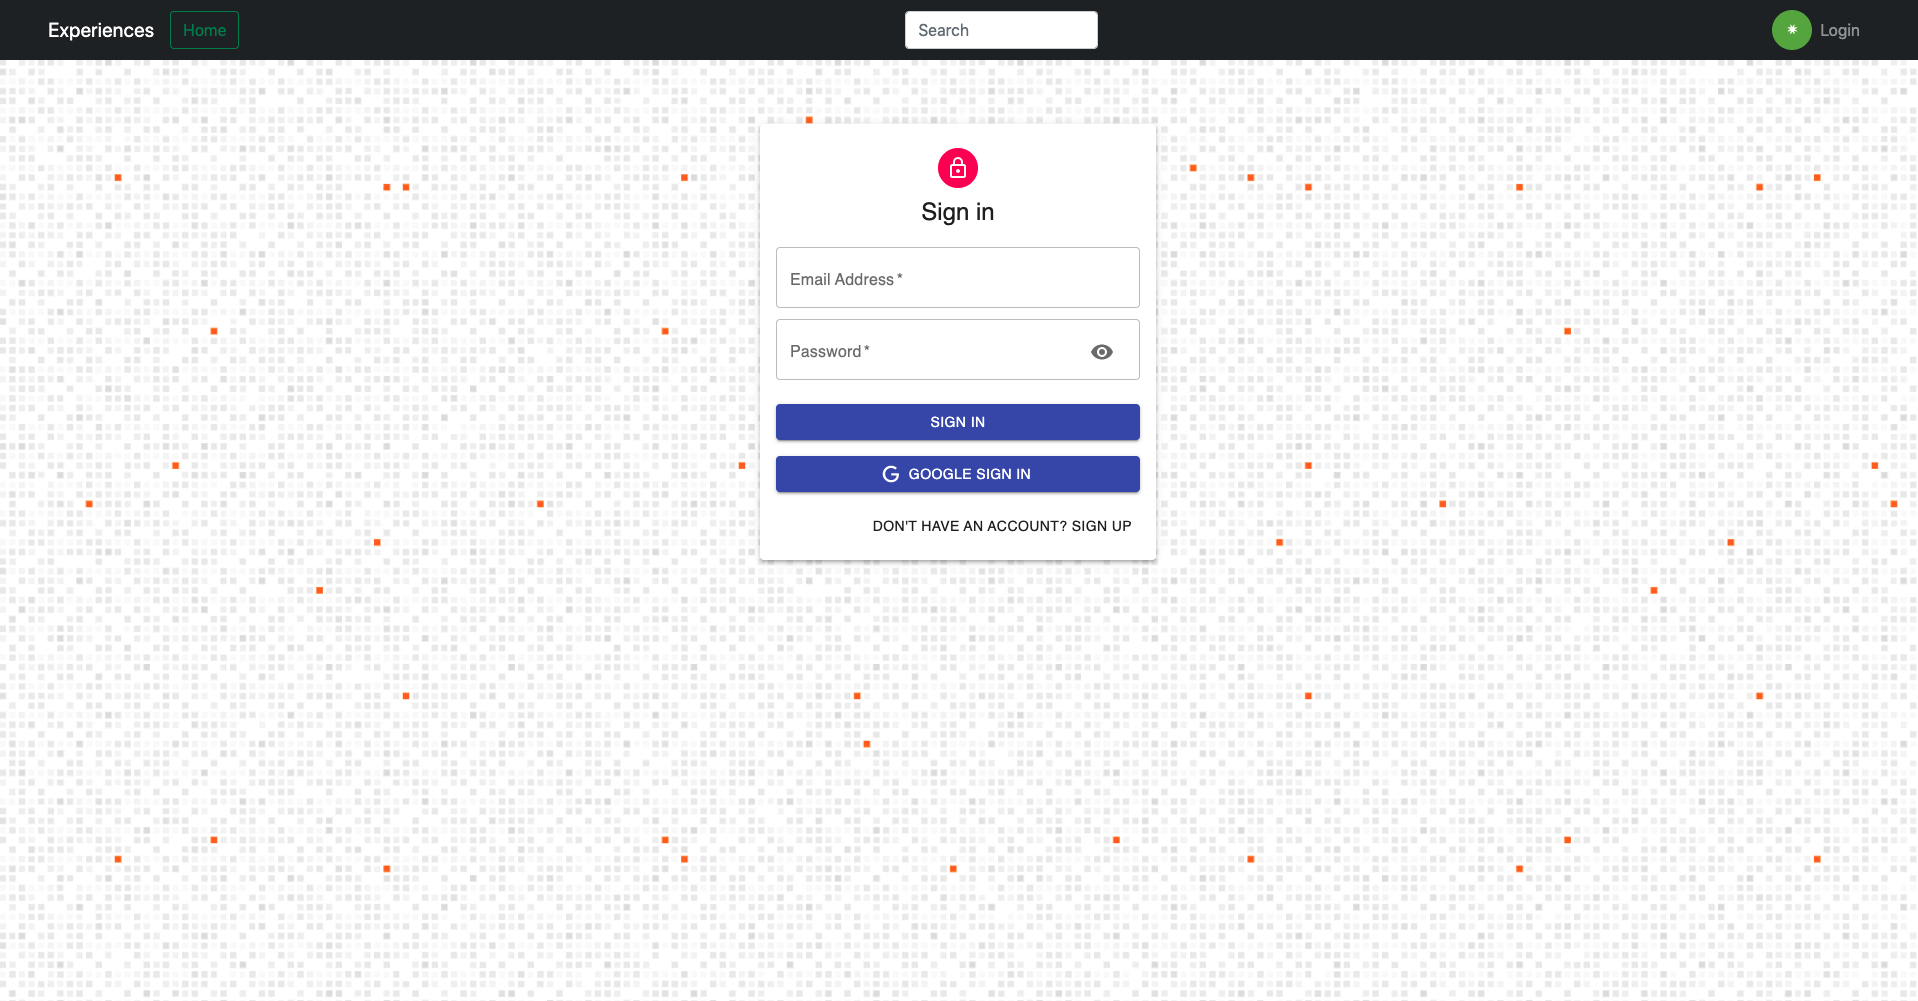 Experiences Home Search Login
Sign in
Email Address *
Password *
SIGN IN
GOOGLE SIGN IN
DON'T HAVE AN ACCOUNT? SIGN UP